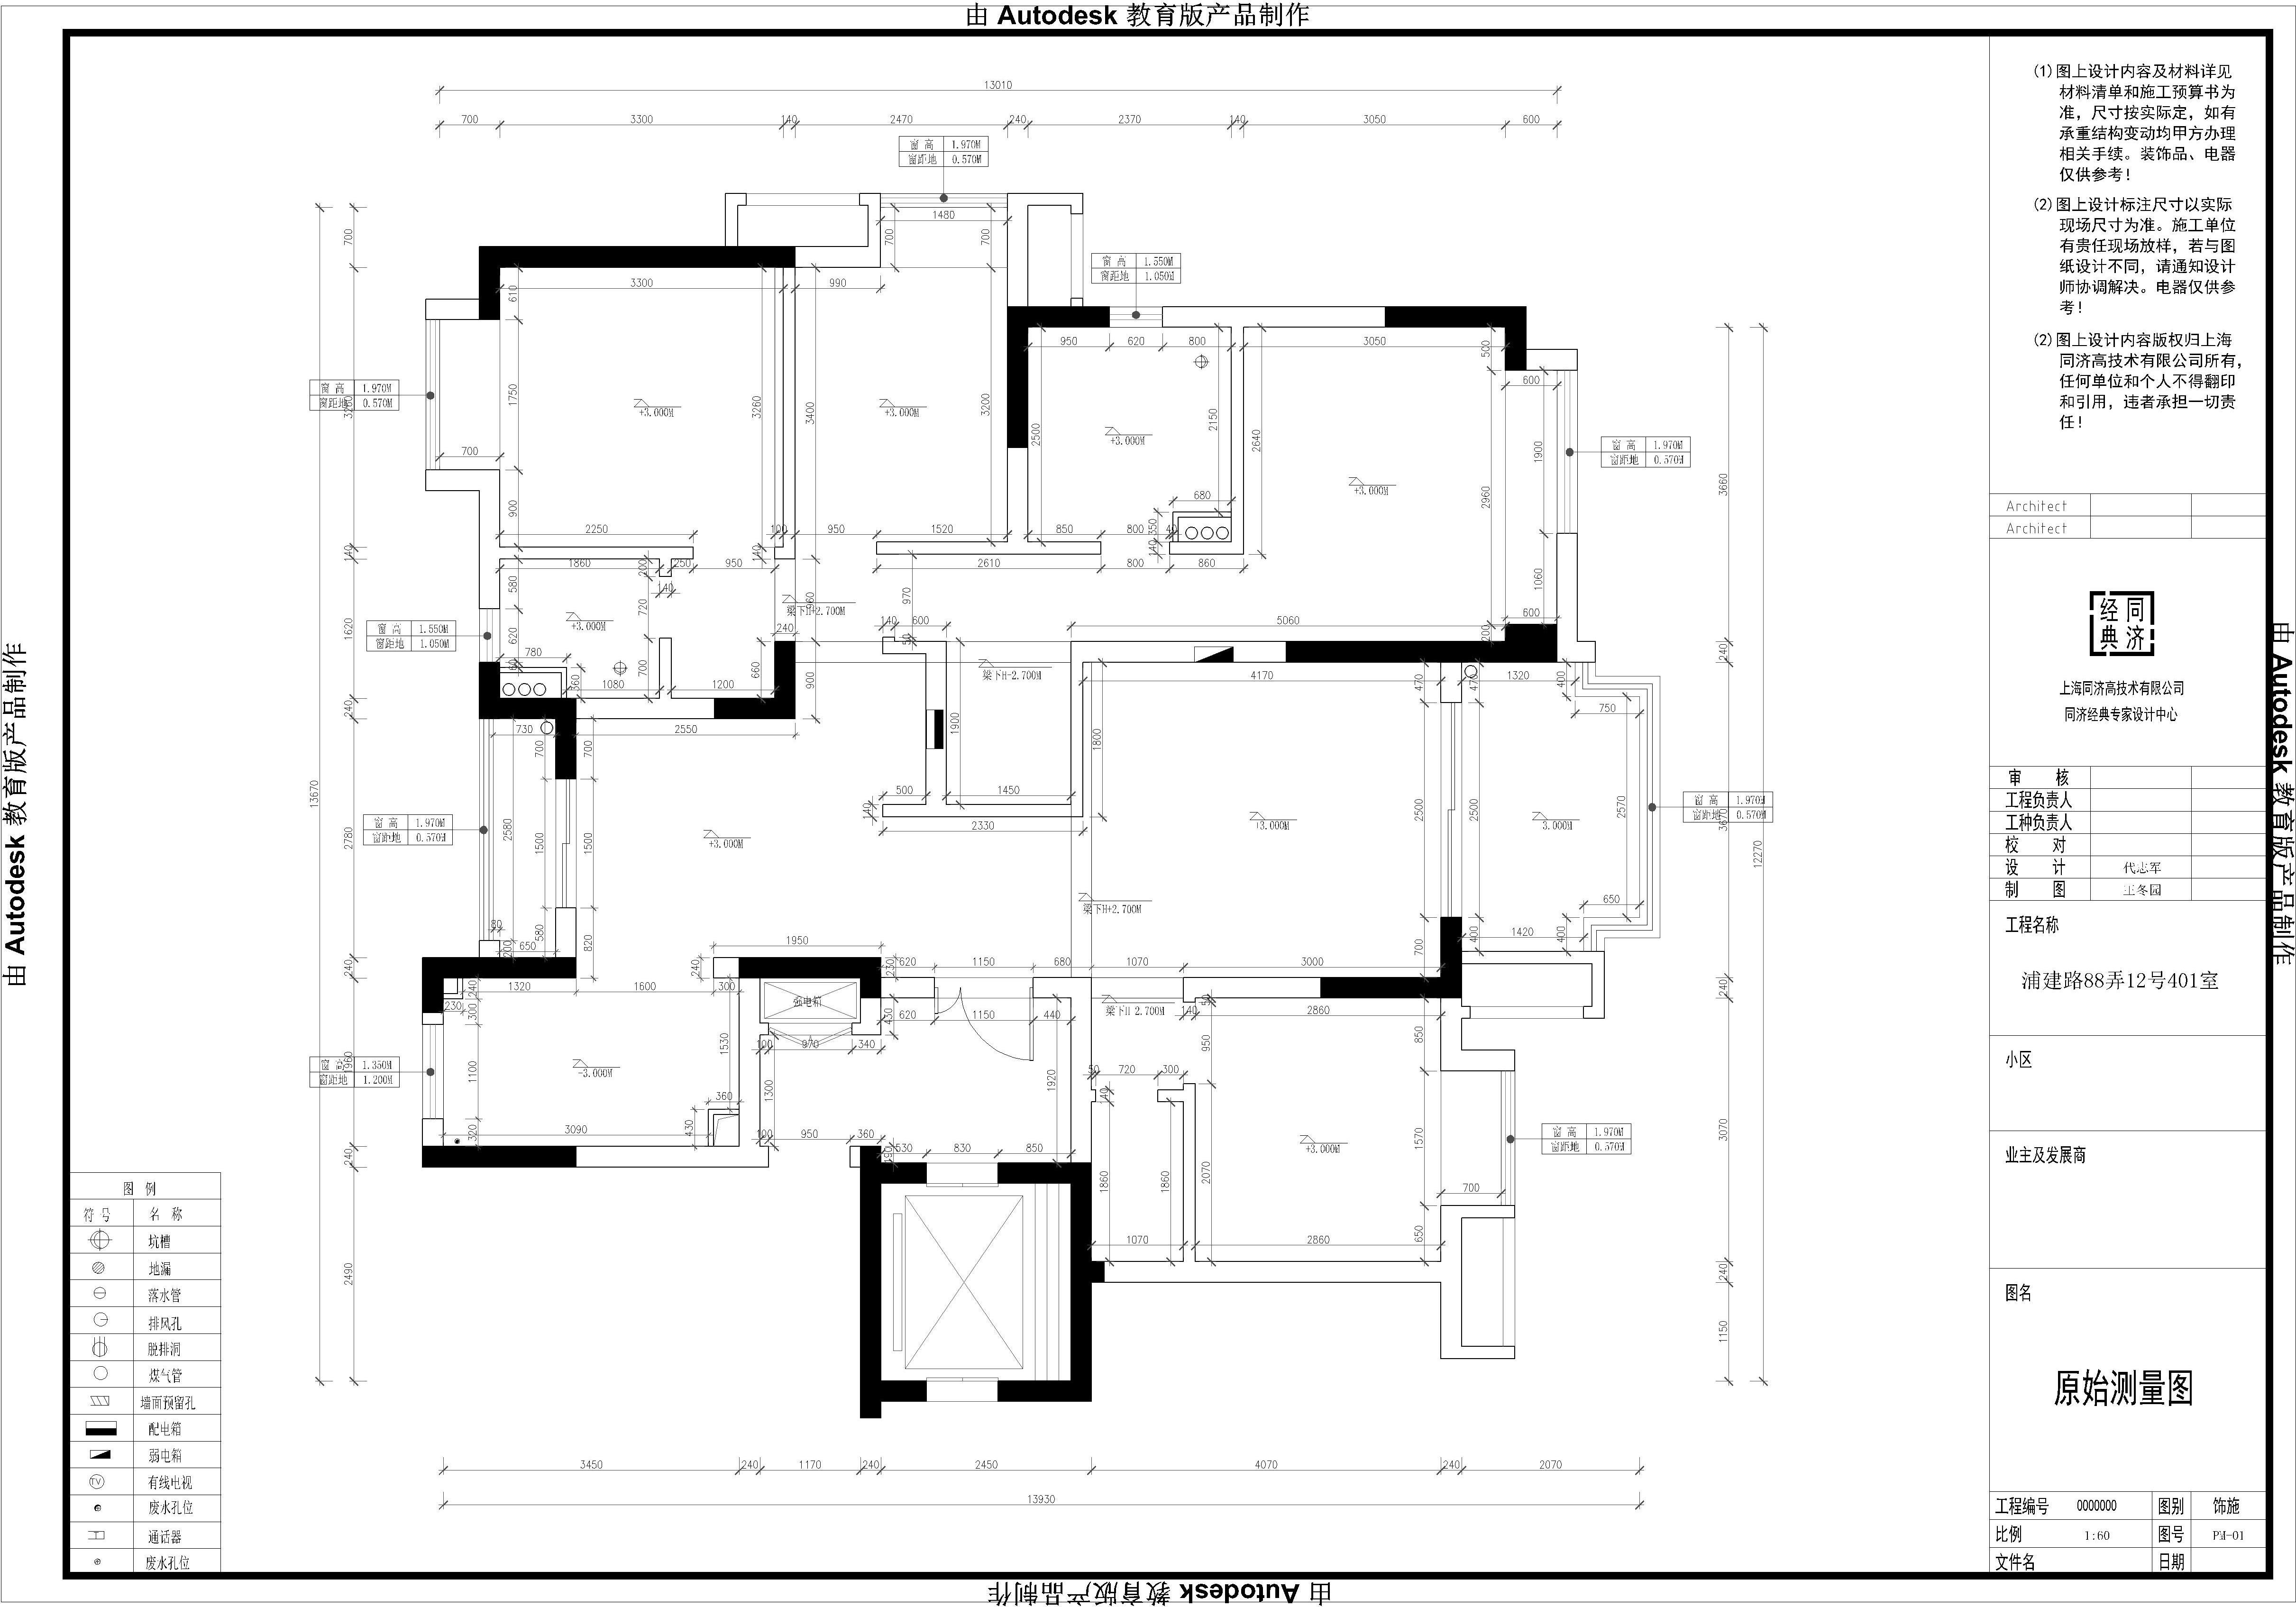 由 Autodesk 教育版产品制作
13010
700 3300 140 2470 240 2370 140 3050 600
窗 高 1.970M
窗距地 0.570M
1480
700 700 700
窗 高 1.550M
窗距地 1.050M
3300 990
610
950 620 800 3050
500
600
窗 高 1.970M
窗距地 0.570M
3260
1750 3260 3400 3200
+3.000M +3.000M +3.000M +3.000M
2500 2150 2640
窗 高 1.970M
窗距地 0.570M
1900 2960 3660
700
900
680
2250 100 950 1520 850 800 40 350
140 140 140
1860 250 950 2610 800 860
200 140
580 720 970 1060
梁下H+2.700M
960
+3.000M
窗 高 1.550M
窗距地 1.050M
1620 620
240 140 600 50 5060 600 200
780 60 360 700 660
1080 1200 900
梁下H-2.700M
4170 470 470 1320 400
240 240
730 2550 700 700
1900 1800
750
13670
500 1450
140
2330
窗 高 1.970M
窗距地 0.570M
2780 2580 1500 1500
+3.000M +3.000M 3.000M
2500 2500 2570
窗 高 1.970M
窗距地 0.570M
3670
12270
梁下H+2.700M
80 650 200 580 820
1950
650
1420 400 400 700
240 240 230 620 1150 680 1070 3000 240
1320 1600 300
240 230 300
弱电箱
430 620 1150 440
梁下H 2.700M
50 140 2860
850 950
100 970 340
1530
窗 高 1.350M
窗距地 1.200M
1960 1100
-3.000M
360 1300 1920
50 720 300
140
3090 430 320
100 950 360
190 530 830 850
240
窗 高 1.970M
窗距地 0.570M
+3.000M
1570 3070
1860 1860 2070
700
650
1070 2860
2490 240
1150
3450 240 1170 240 2450 4070 240 2070
13930
图 例
符 号 名 称
坑槽
地漏
落水管
排风孔
脱排洞
煤气管
墙面预留孔
配电箱
弱电箱
TV 有线电视
废水孔位
通话器
废水孔位
(1)图上设计内容及材料详见
材料清单和施工预算书为
准，尺寸按实际定，如有
承重结构变动均甲方办理
相关手续。装饰品、电器
仅供参考！
(2)图上设计标注尺寸以实际
现场尺寸为准。施工单位
有贵任现场放样，若与图
纸设计不同，请通知设计
师协调解决。电器仅供参
考！
(2)图上设计内容版权归上海
同济高技术有限公司所有，
任何单位和个人不得翻印
和引用，违者承担一切责
任！
Architect
Architect
经 同
典 济
上海同济高技术有限公司
同济经典专家设计中心
审 核
工程负责人
工种负责人
校 对
设 计 代志军
制 图 王冬园
工程名称
浦建路88弄12号401室
小区
业主及发展商
图名
原始测量图
工程编号 0000000 图别 饰施
比例 1:60 图号 PM-01
文件名 日期
由 Autodesk 教育版产品制作
由 Autodesk 教育版产品制作
由 Autodesk 教育版产品制作